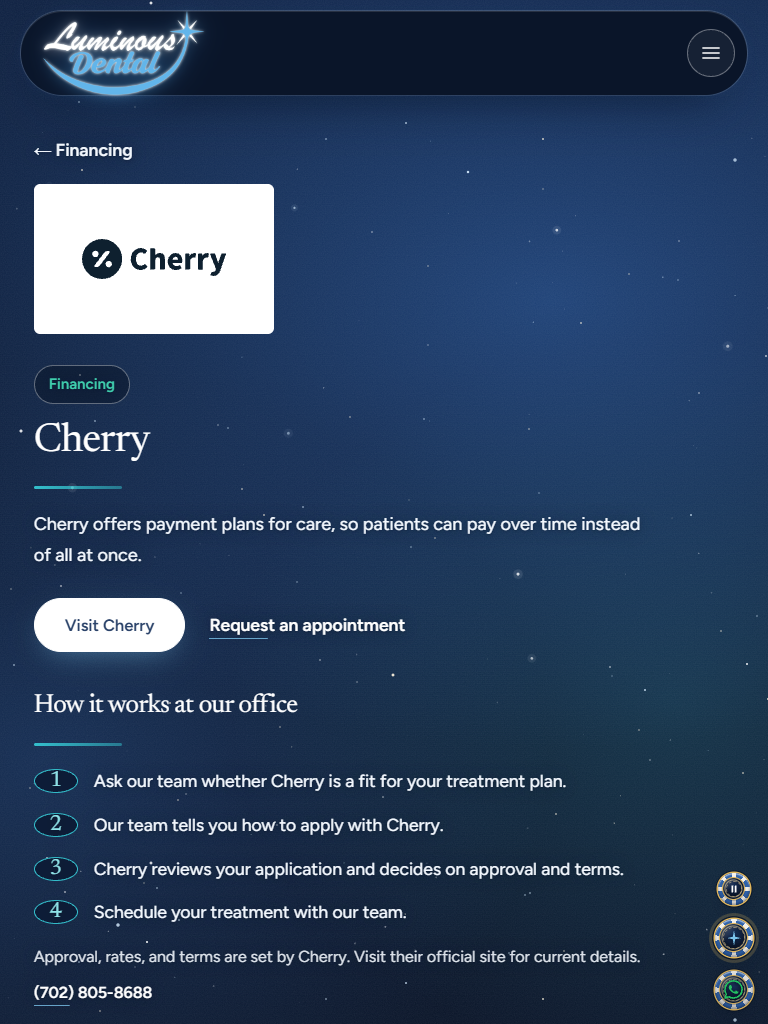 Luminous
Dental
← Financing
Cherry
Financing
Cherry
Cherry offers payment plans for care, so patients can pay over time instead
of all at once.
Visit Cherry
Request an appointment
How it works at our office
1 Ask our team whether Cherry is a fit for your treatment plan.
2 Our team tells you how to apply with Cherry.
3 Cherry reviews your application and decides on approval and terms.
4 Schedule your treatment with our team.
Approval, rates, and terms are set by Cherry. Visit their official site for current details.
(702) 805-8688